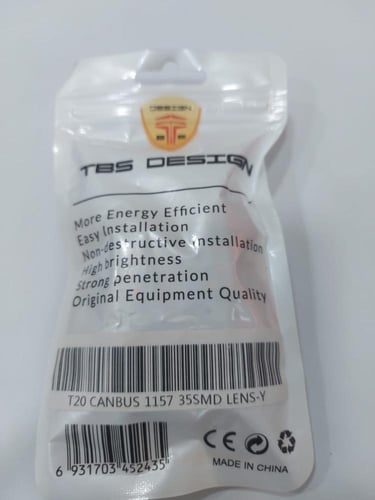 DESIGN
TBS DESIGN
More Energy Efficient
Easy Installation
Non-destructive installation
High brightness
Strong penetration
Original Equipment Quality
T20 CANBUS 1157 35SMD LENS-Y
6 931703 452435
CE
MADE IN CHINA